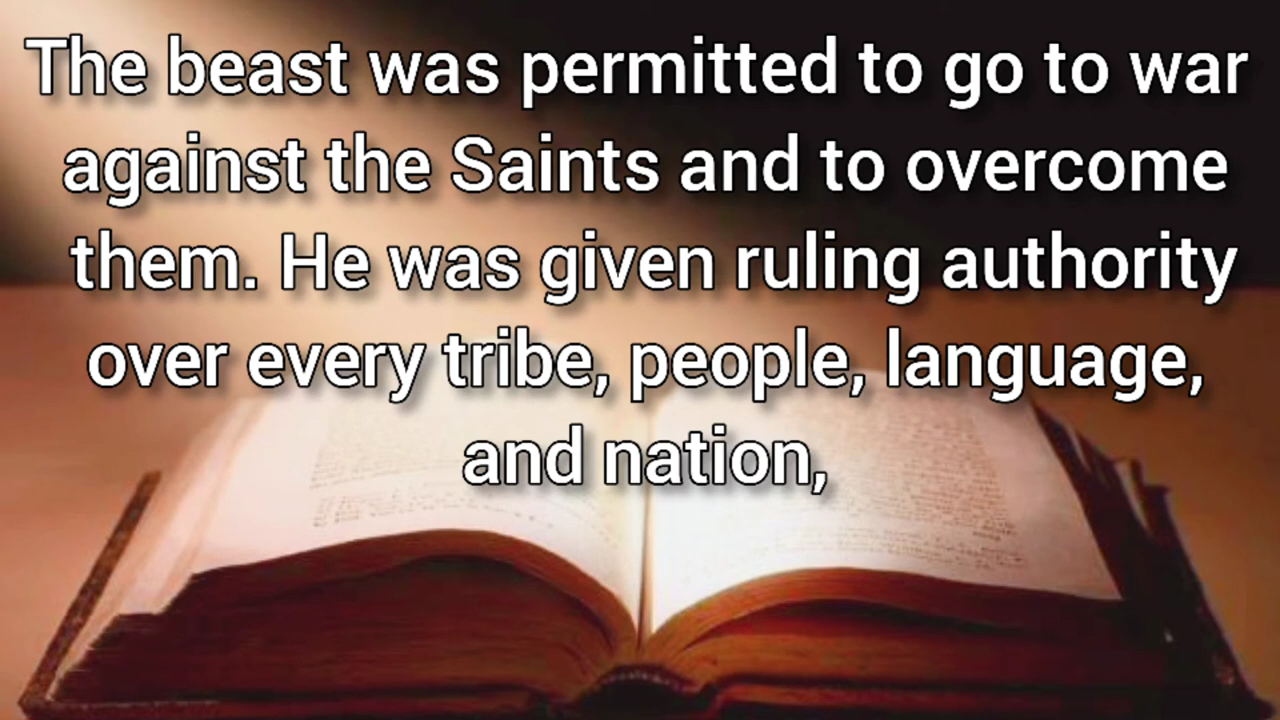 The beast was permitted to go to war
against the Saints and to overcome
them. He was given ruling authority
over every tribe, people, language,
and nation,